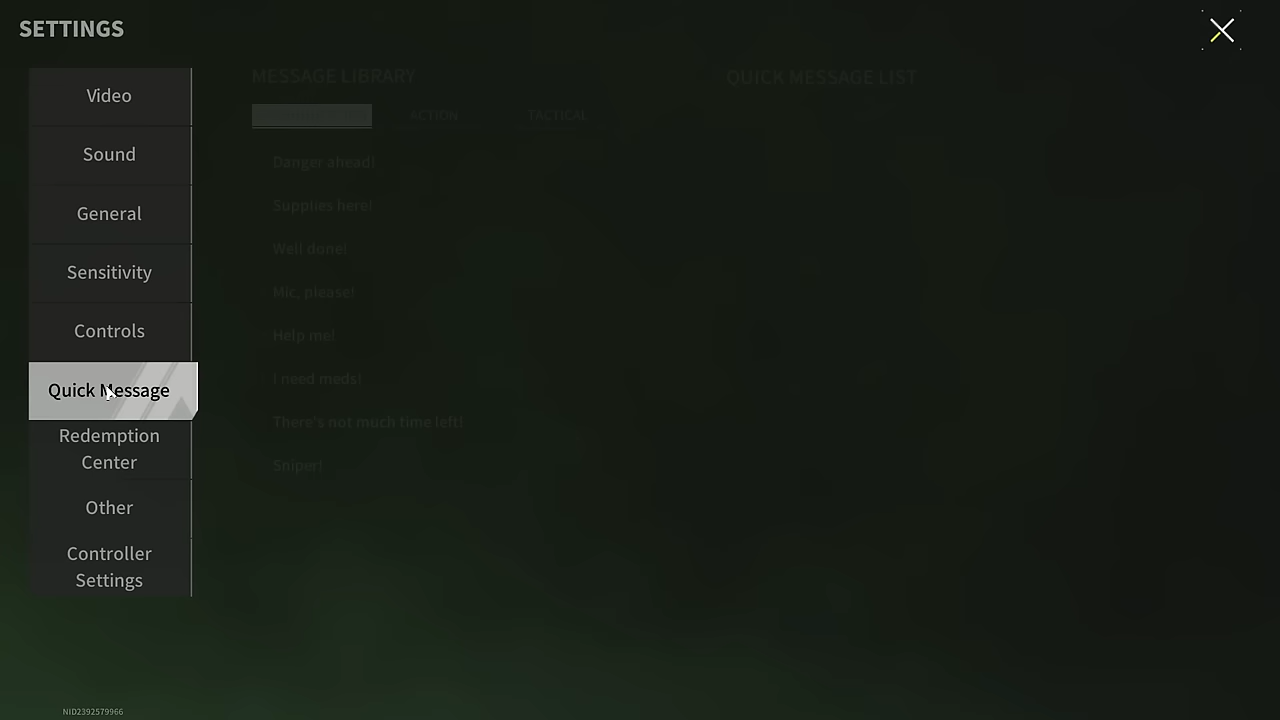 SETTINGS
Video
Sound
General
Sensitivity
Controls
Quick Message
Redemption
Center
Other
Controller
Settings
MESSAGE LIBRARY
ACTION
TACTICAL
Danger ahead!
Supplies here!
Well done!
Mic, please!
Help me!
I need meds!
There's not much time left!
Sniper!
QUICK MESSAGE LIST
NID2392579966